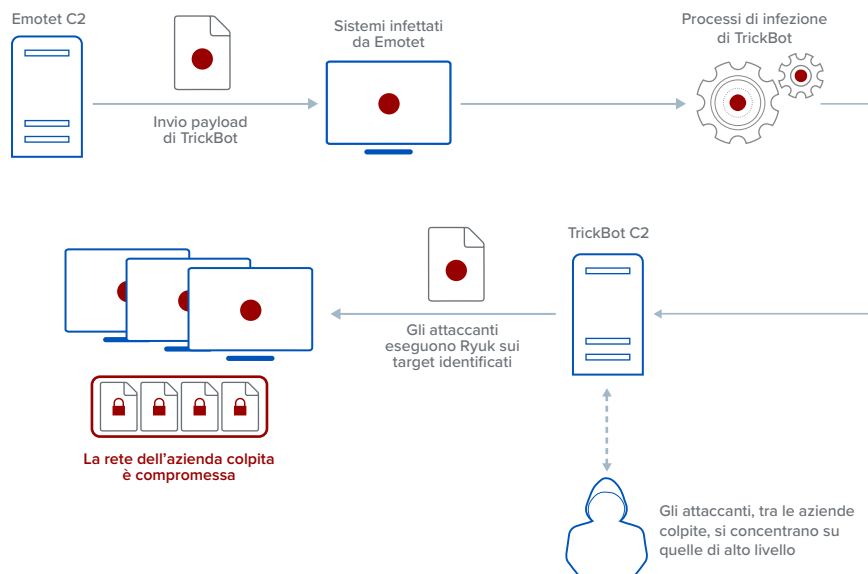 Emotet C2
Invio payload
di TrickBot
Sistemi infettati
da Emotet
Processi di infezione
di TrickBot
TrickBot C2
Gli attaccanti
eseguono Ryuk sui
target identificati
La rete dell’azienda colpita
è compromessa
Gli attaccanti, tra le aziende
colpite, si concentrano su
quelle di alto livello